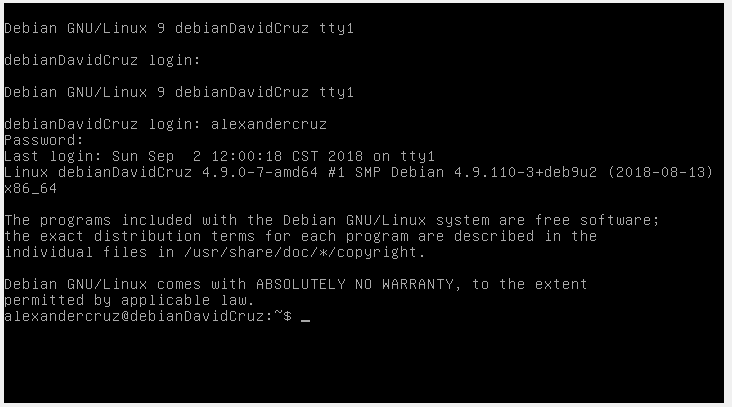 Debian GNU/Linux 9 debianDavidCruz tty1
debianDavidCruz login:
Debian GNU/Linux 9 debianDavidCruz tty1
debianDavidCruz login: alexandercruz
Password:
Last login: Sun Sep  2 12:00:18 CST 2018 on tty1
Linux debianDavidCruz 4.9.0-7-amd64 #1 SMP Debian 4.9.110-3+deb9u2 (2018-08-13)
x86_64
The programs included with the Debian GNU/Linux system are free software;
the exact distribution terms for each program are described in the
individual files in /usr/share/doc/*/copyright.
Debian GNU/Linux comes with ABSOLUTELY NO WARRANTY, to the extent
permitted by applicable law.
alexandercruz@debianDavidCruz:~$ _